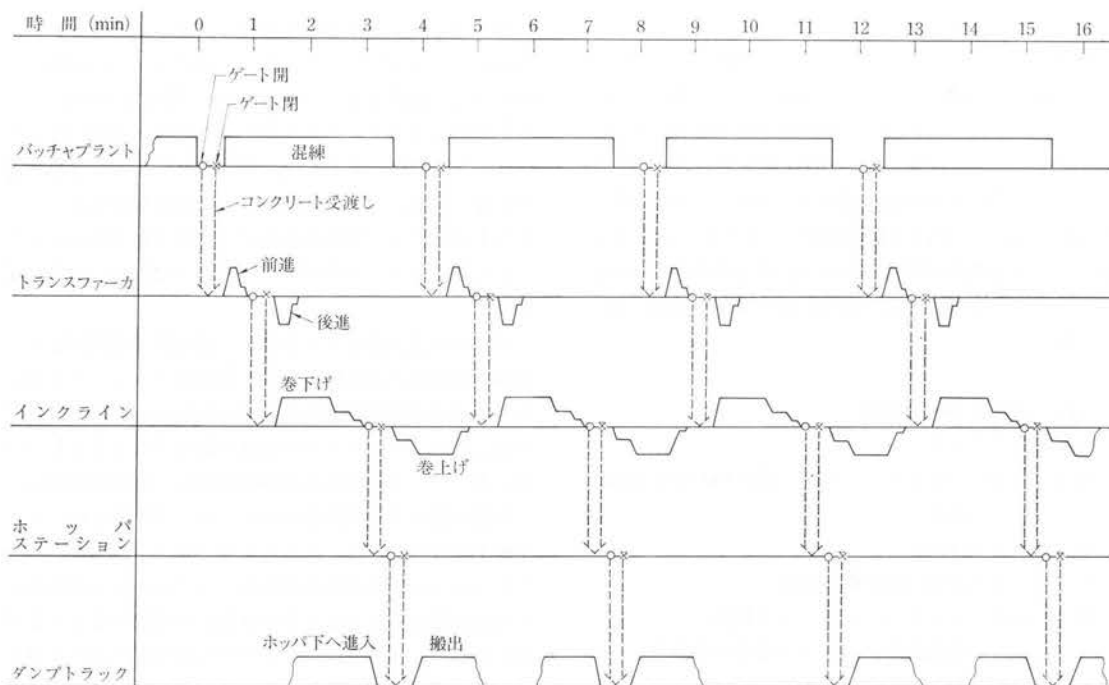 時間 (min) 0 1 2 3 4 5 6 7 8 9 10 11 12 13 14 15 16
ゲート開
ゲート閉
バッチャプラント
混練
コンクリート受渡し
トランスファーカ
前進
後進
巻下げ
インクライン
巻上げ
ホッパ
ステーション
ホッパ下へ進入
搬出
ダンプトラック